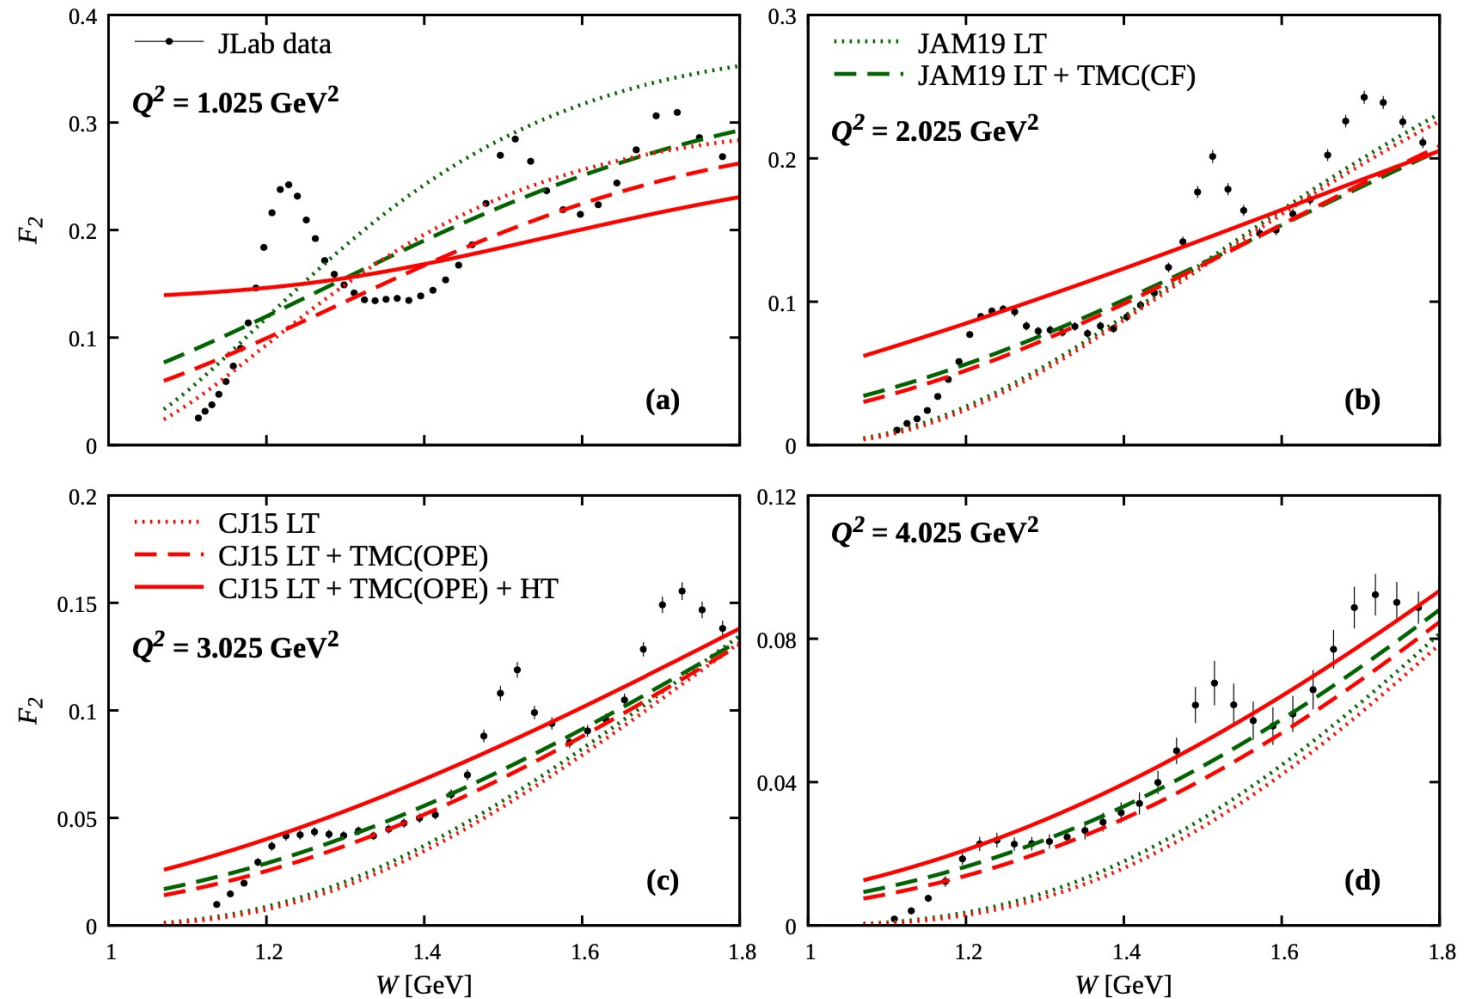 0.4
JLab data
Q² = 1.025 GeV²
0.3
F₂
0.2
0.1
(a)
0
0.3
JAM19 LT
JAM19 LT + TMC(CF)
Q² = 2.025 GeV²
0.2
0.1
(b)
0
0.2
CJ15 LT
CJ15 LT + TMC(OPE)
CJ15 LT + TMC(OPE) + HT
0.15
Q² = 3.025 GeV²
F₂
0.1
0.05
(c)
0
1 1.2 1.4 1.6 1.8
W [GeV]
0.12
Q² = 4.025 GeV²
0.08
0.04
(d)
0
1 1.2 1.4 1.6 1.8
W [GeV]